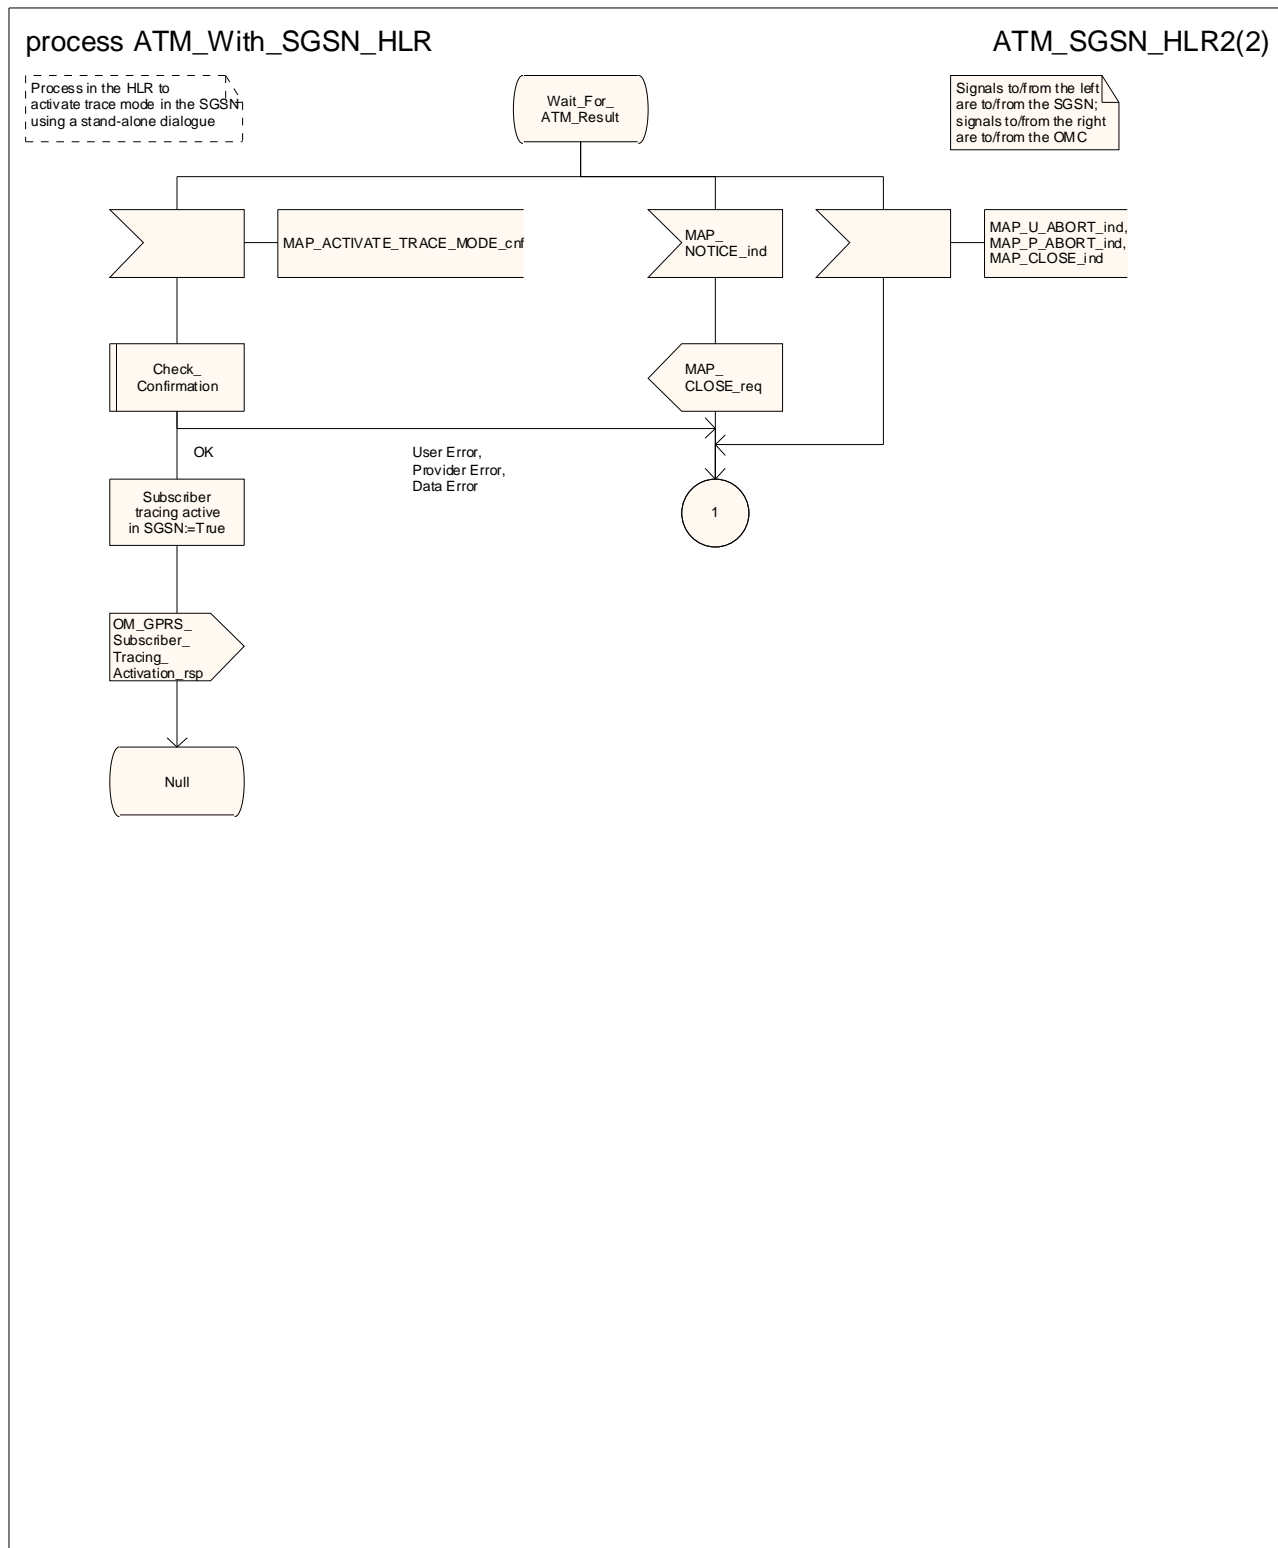 process ATM_With_SGSN_HLR
ATM_SGSN_HLR2(2)
Process in the HLR to
activate trace mode in the SGSN
using a stand-alone dialogue
Wait_For_
ATM_Result
Signals to/from the left
are to/from the SGSN;
signals to/from the right
are to/from the OMC
MAP_ACTIVATE_TRACE_MODE_cnf
MAP_
NOTICE_ind
MAP_U_ABORT_ind,
MAP_P_ABORT_ind,
MAP_CLOSE_ind
Check_
Confirmation
MAP_
CLOSE_req
OK
User Error,
Provider Error,
Data Error
Subscriber
tracing active
in SGSN:=True
1
OM_GPRS_
Subscriber_
Tracing_
Activation_rsp
Null